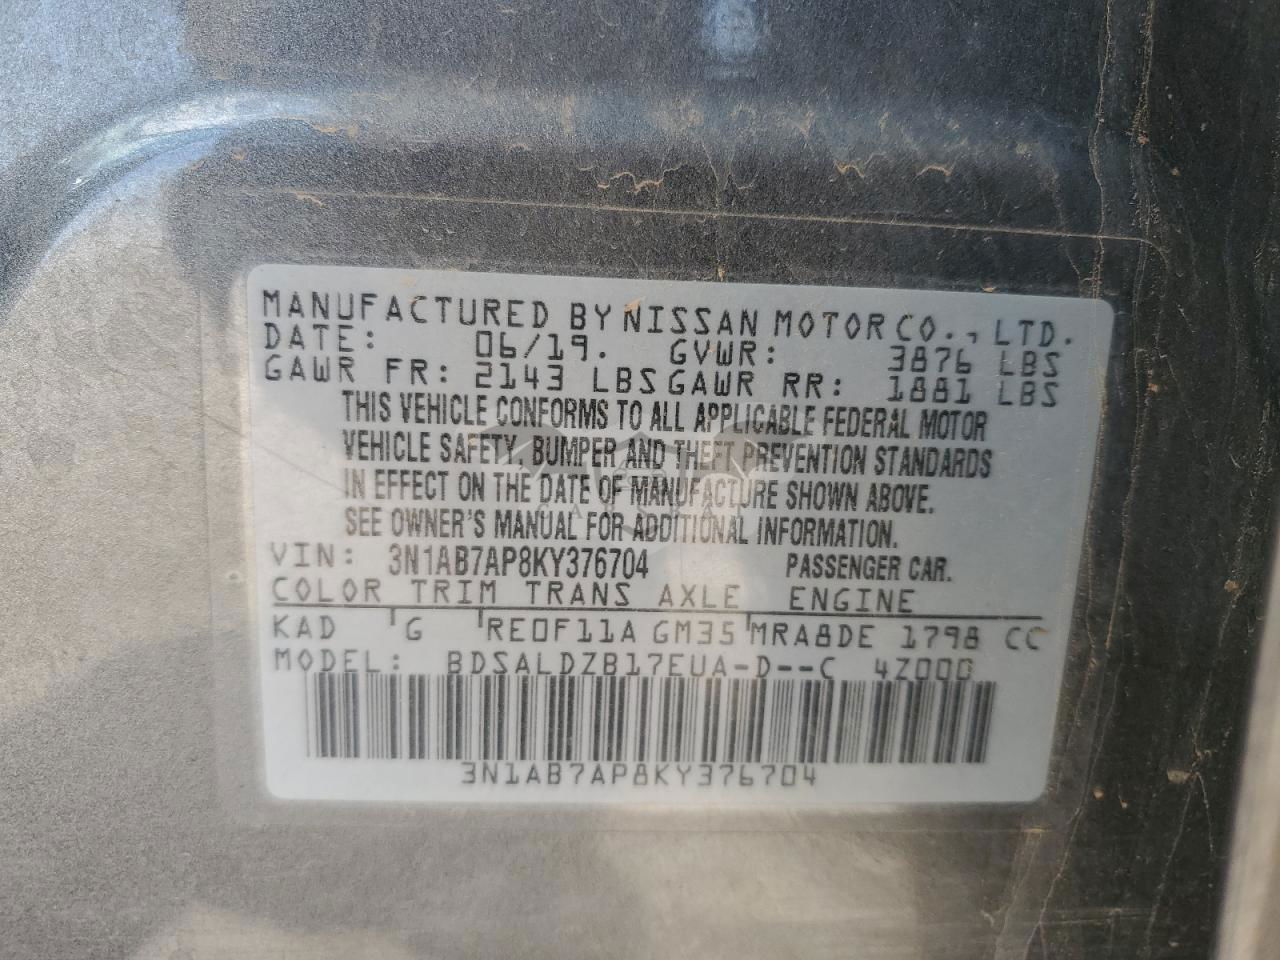 MANUFACTURED BY NISSAN MOTOR CO., LTD.
DATE: 06/19. GVWR: 3876 LBS
GAWR FR: 2143 LBS GAWR RR: 1881 LBS
THIS VEHICLE CONFORMS TO ALL APPLICABLE FEDERAL MOTOR
VEHICLE SAFETY, BUMPER AND THEFT PREVENTION STANDARDS
IN EFFECT ON THE DATE OF MANUFACTURE SHOWN ABOVE.
SEE OWNER'S MANUAL FOR ADDITIONAL INFORMATION.
VIN: 3N1AB7AP8KY376704 PASSENGER CAR.
COLOR TRIM TRANS AXLE ENGINE
KAD G RE0F11A GM35 MRA8DE 1798 CC
MODEL: BDSALDZB17EUA-D--C 4Z000
3N1AB7AP8KY376704